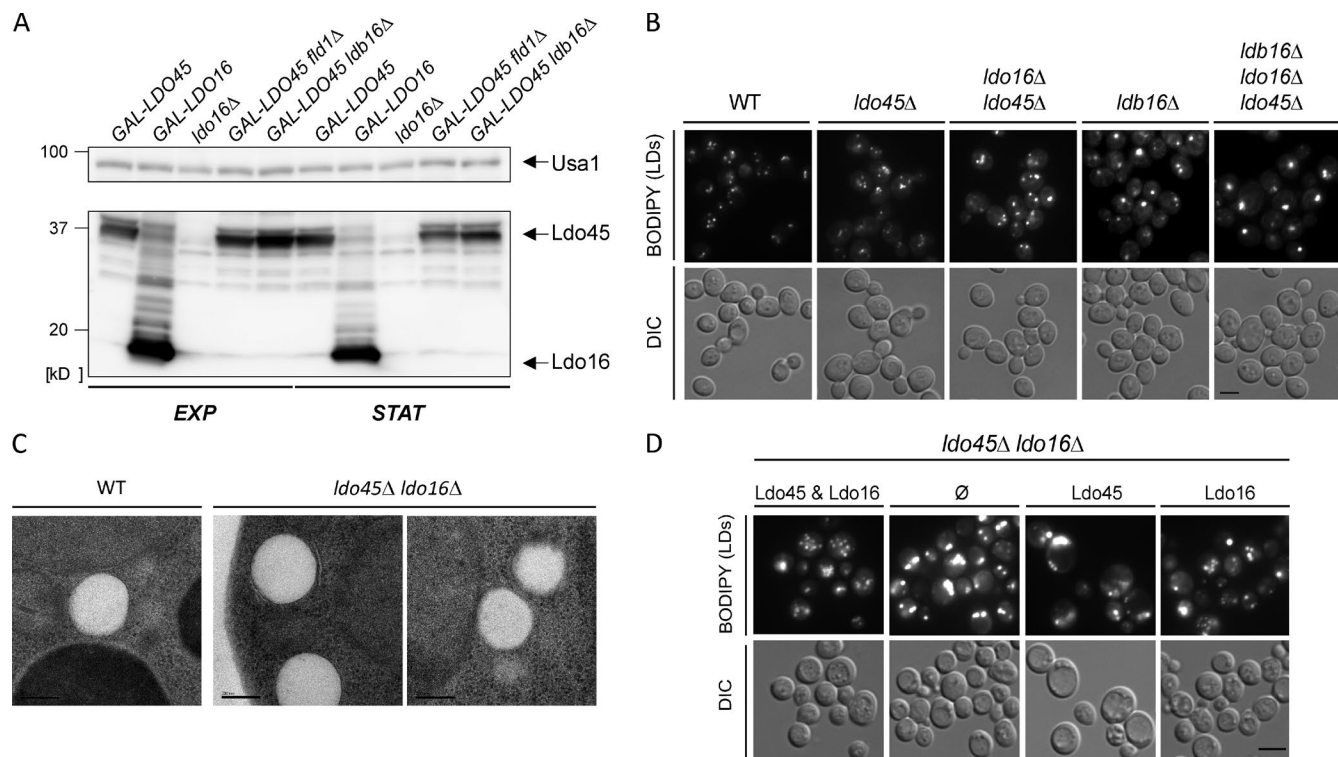 A
GAL-LDO45
GAL-LDO16
ldo16Δ
GAL-LDO45 fld1Δ
GAL-LDO45 ldb16Δ
GAL-LDO45
GAL-LDO16
ldo16Δ
GAL-LDO45 fld1Δ
GAL-LDO45 ldb16Δ
100
Usa1
37
Ldo45
20
[kD ]
Ldo16
EXP
STAT
B
WT
ldo45Δ
ldo16Δ
ldo45Δ
ldb16Δ
ldb16Δ
ldo16Δ
ldo45Δ
BODIPY (LDs)
DIC
C
WT
ldo45Δ ldo16Δ
D
ldo45Δ ldo16Δ
Ldo45 & Ldo16
Ø
Ldo45
Ldo16
BODIPY (LDs)
DIC